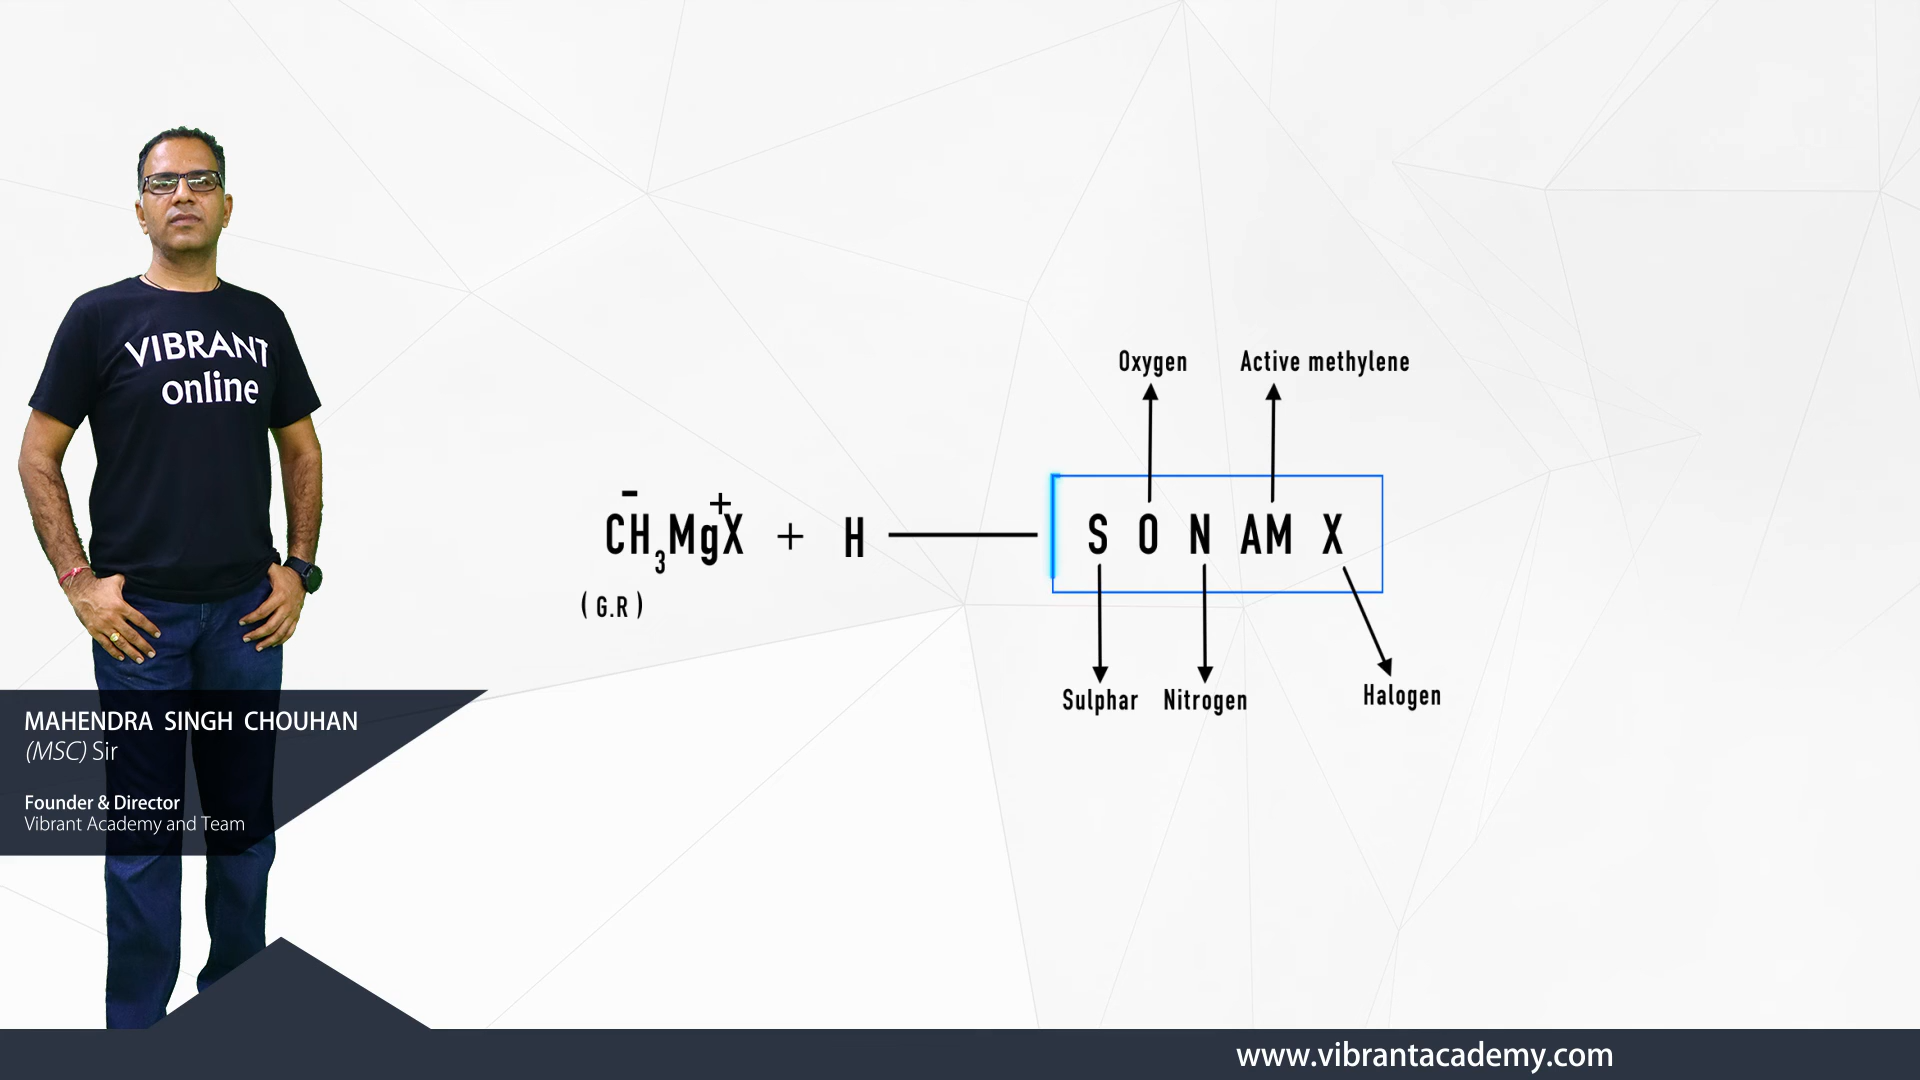 VIBRANT
online
Oxygen
Active methylene
CH₃MgX + H — S O N AM X
( G.R )
Sulphar
Nitrogen
Halogen
MAHENDRA SINGH CHOUHAN
(MSC) Sir
Founder & Director
Vibrant Academy and Team
www.vibrantacademy.com